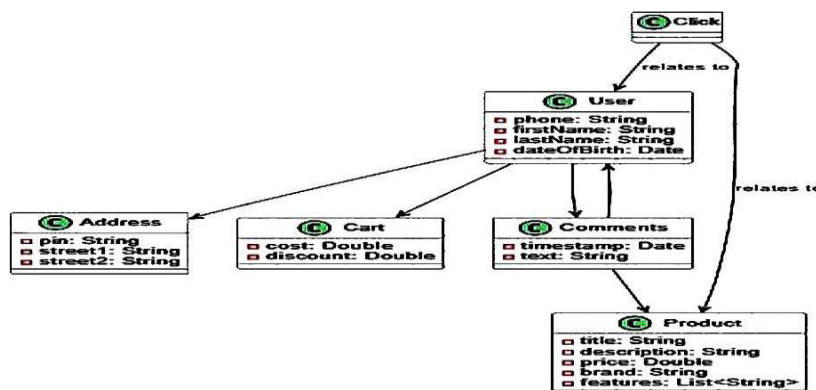 C Click
relates to
C User
phone: String
firstName: String
lastName: String
dateOfBirth: Date
relates to
C Address
pin: String
street1: String
street2: String
C Cart
cost: Double
discount: Double
C Comments
timestamp: Date
text: String
C Product
title: String
description: String
price: Double
brand: String
features: List<String>